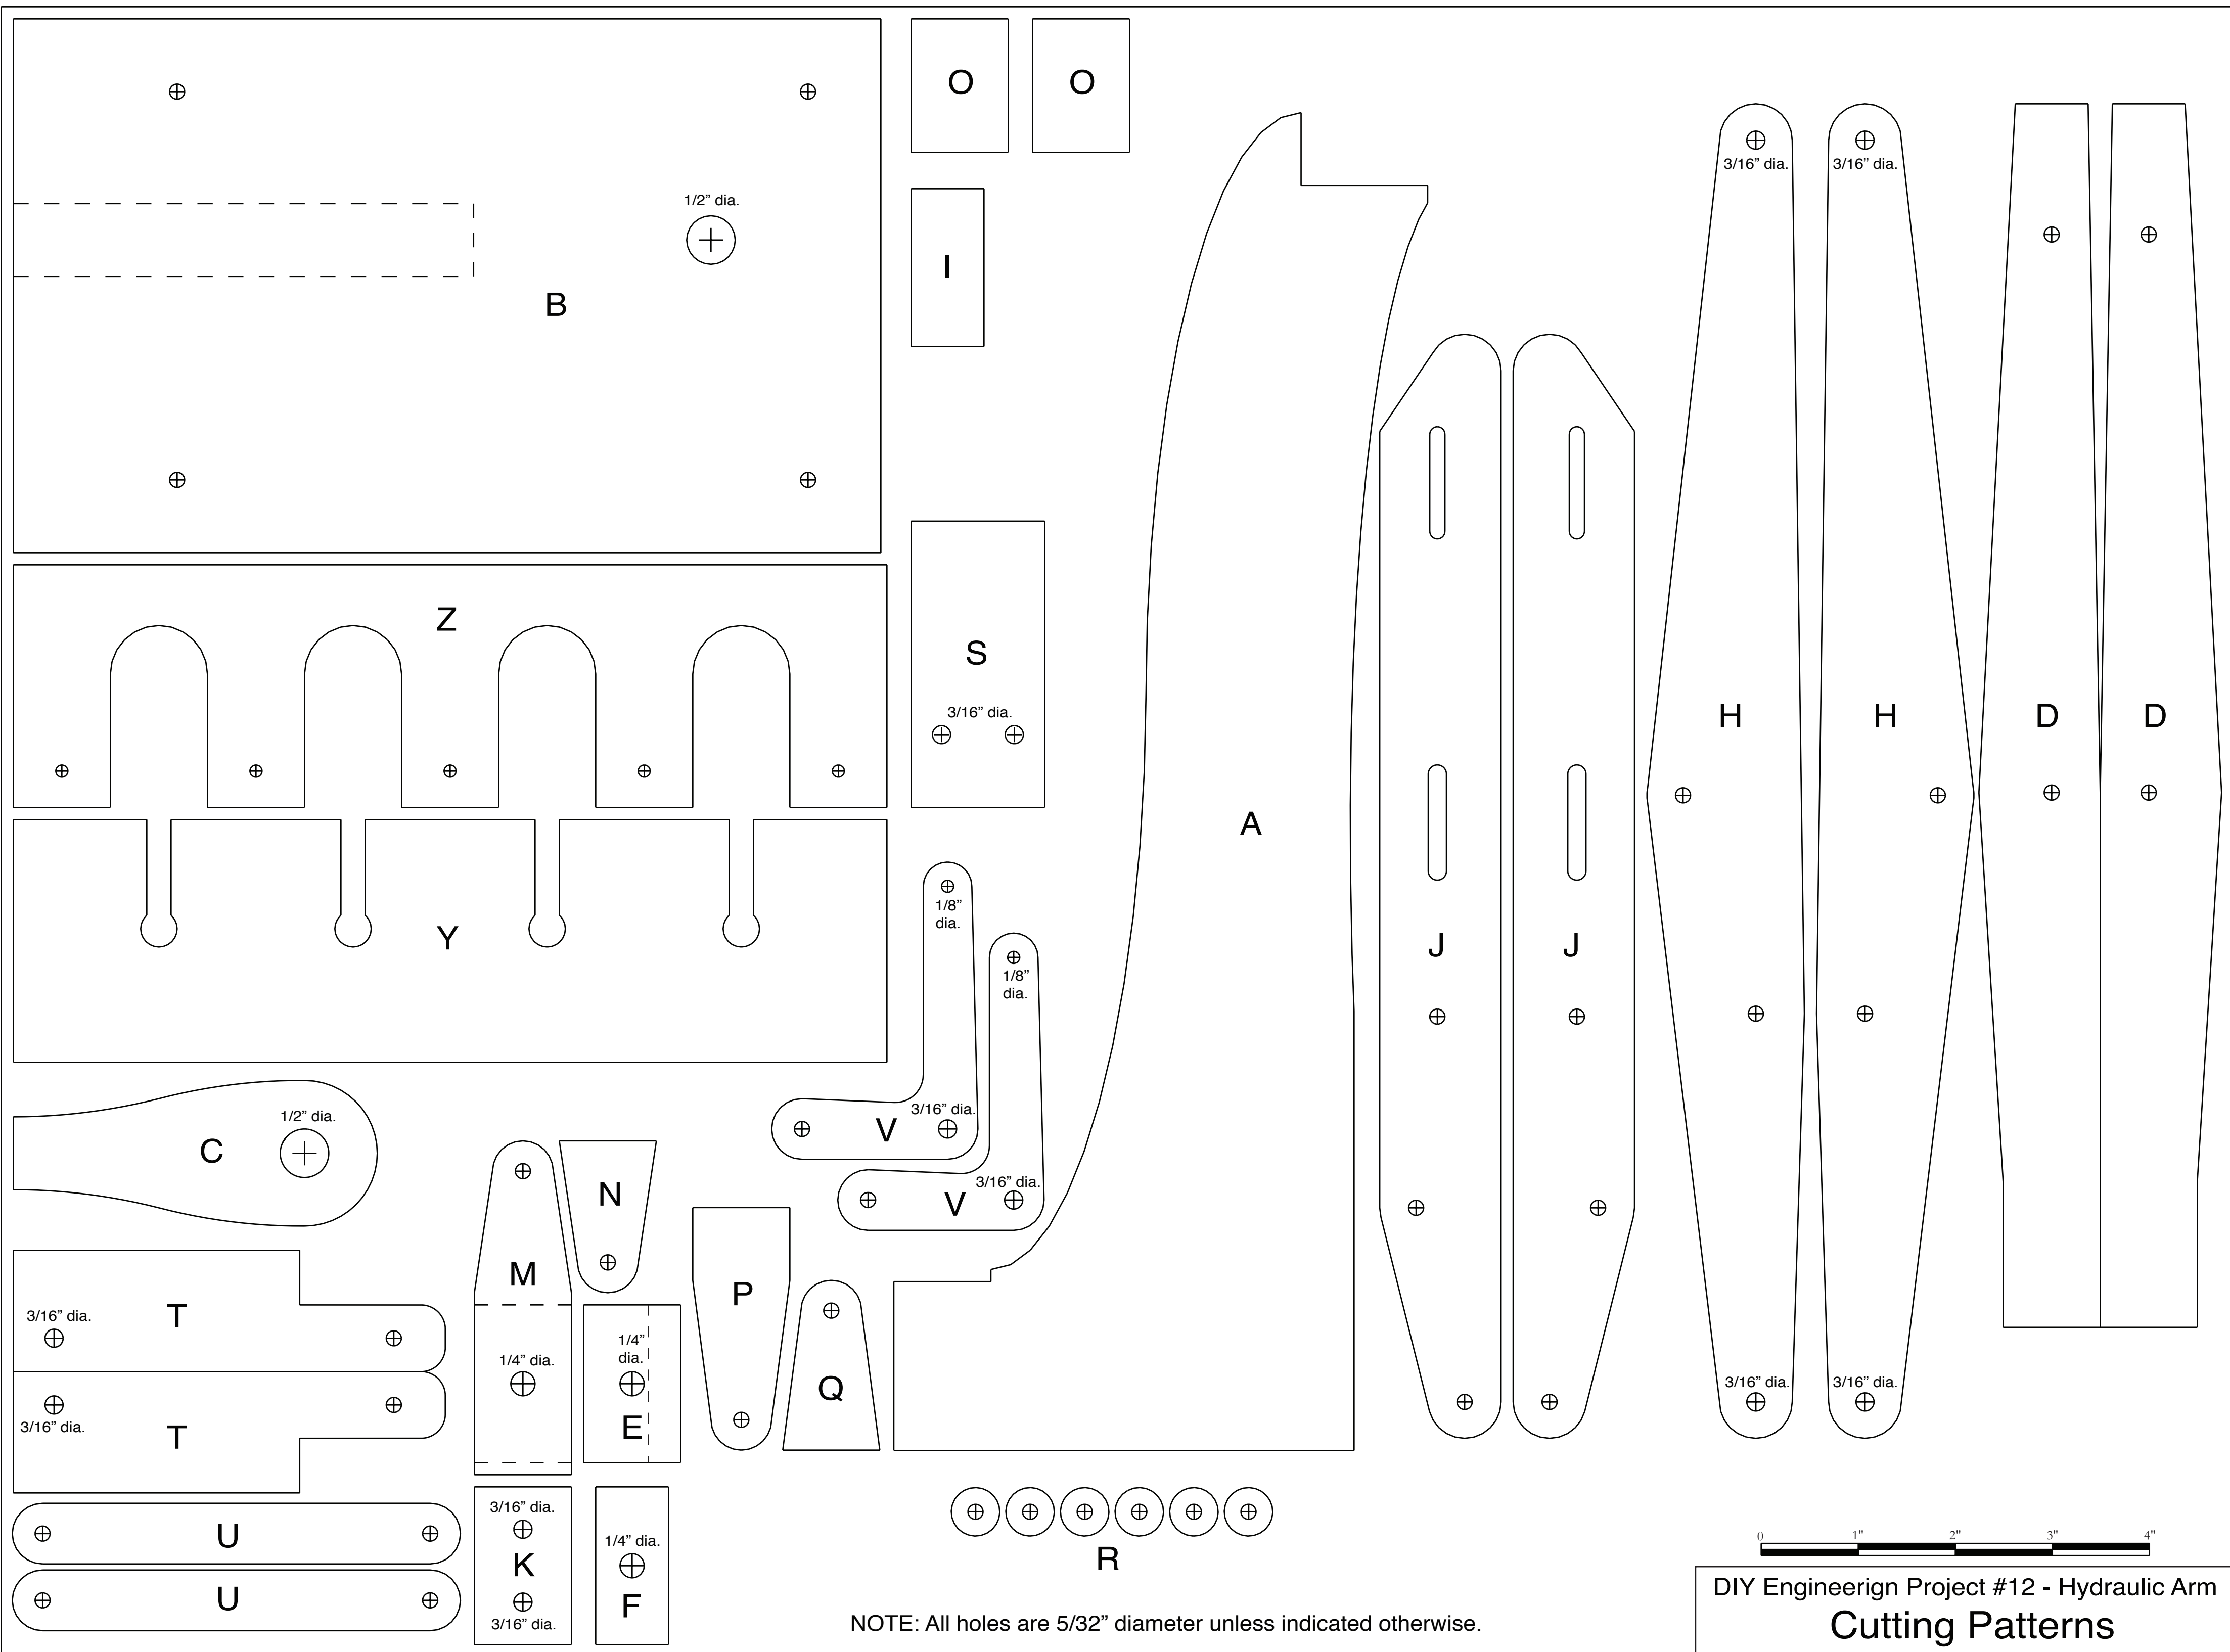 O
O
3/16” dia.
3/16” dia.
1/2” dia.
I
B
Z
S
3/16” dia.
H
H
D
D
A
1/8”
dia.
Y
J
J
1/8”
dia.
1/2” dia.
3/16” dia.
V
C
N
3/16” dia.
V
M
P
3/16” dia.
T
1/4”
dia.
1/4” dia.
Q
3/16” dia.
3/16” dia.
3/16” dia.
E
T
3/16” dia.
U
1/4” dia.
K
R
U
F
3/16” dia.
0 1" 2" 3" 4"
NOTE: All holes are 5/32” diameter unless indicated otherwise.
DIY Engineerign Project #12 - Hydraulic Arm
Cutting Patterns